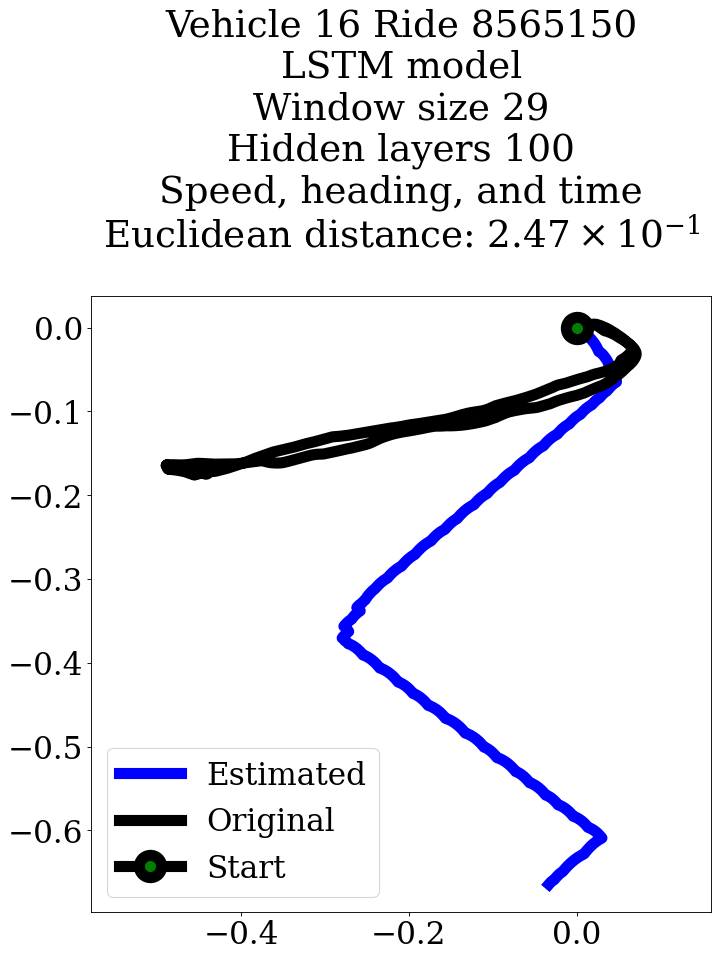 Vehicle 16 Ride 8565150
LSTM model
Window size 29
Hidden layers 100
Speed, heading, and time
Euclidean distance: 2.47 × 10⁻¹
0.0
−0.1
−0.2
−0.3
−0.4
−0.5
−0.6
Estimated
Original
Start
−0.4 −0.2 0.0